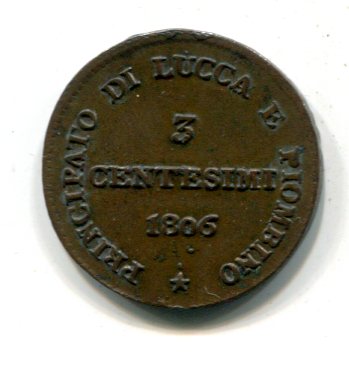 PRINCIPATO DI LUCCA E PIOMBINO
3
CENTESIMI
1806